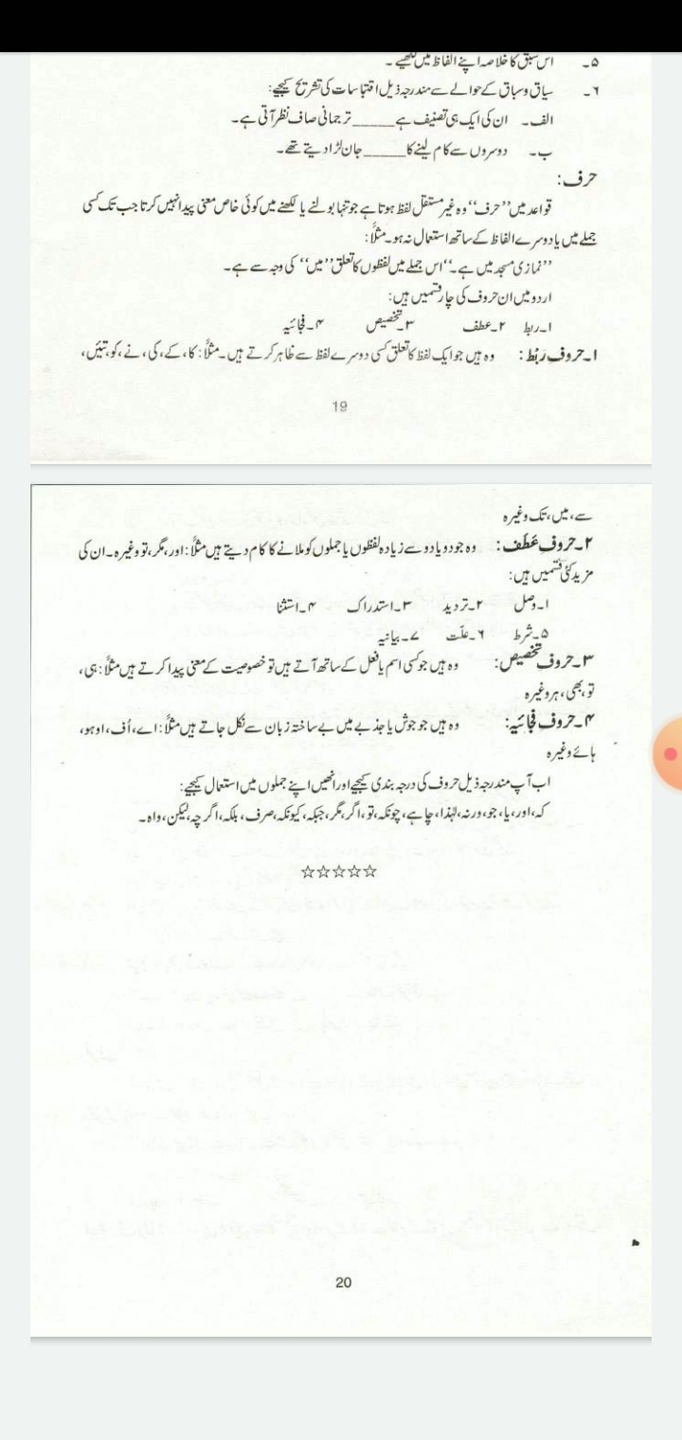 ۵۔ اس سبق کا خلاصہ اپنے الفاظ میں لکھیے ۔
۶۔ سیاق و سباق کے حوالے سے مندرجہ ذیل اقتباسات کی تشریح کیجیے:
الف۔ ان کی ایک ہی تصنیف ہے _____ ترجمانی صاف نظر آتی ہے۔
ب۔ دوسروں سے کام لینے کا _____ جان لڑا دیتے تھے۔
حرف:
قواعد میں ”حرف“ وہ غیر مستقل لفظ ہوتا ہے جو تنہا بولنے یا لکھنے میں کوئی خاص معنی پیدا نہیں کرتا جب تک کسی
جملے میں یا دوسرے الفاظ کے ساتھ استعمال نہ ہو۔ مثلاً:
”نمازی مسجد میں ہے۔“ اس جملے میں لفظوں کا تعلق ”میں“ کی وجہ سے ہے۔
اردو میں ان حروف کی چار قسمیں ہیں:
۱۔ ربط ۲۔ عطف ۳۔ تخصیص ۴۔ فجائیہ
۱۔ حروف رَبْط: وہ ہیں جو ایک لفظ کا تعلق کسی دوسرے لفظ سے ظاہر کرتے ہیں۔ مثلاً: کا، کے، کی، نے، کو، تئیں،
19
سے، میں، تک وغیرہ
۲۔ حروف عَطَف: وہ جو دو یا دو سے زیادہ لفظوں یا جملوں کو ملانے کا کام دیتے ہیں مثلاً: اور، مگر، تو وغیرہ۔ ان کی
مزید کئی قسمیں ہیں:
۱۔ وصل ۲۔ تردید ۳۔ استدراک ۴۔ استثنا
۵۔ شرط ۶۔ علّت ۷۔ بیانیہ
۳۔ حروف تخصیص: وہ ہیں جو کسی اسم یا فعل کے ساتھ آتے ہیں تو خصوصیت کے معنی پیدا کرتے ہیں مثلاً: ہی،
تو، بھی، ہر وغیرہ
۴۔ حروف فجائیہ: وہ ہیں جو جوش یا جذبے میں بے ساختہ زبان سے نکل جاتے ہیں مثلاً: اے، اُف، اوہو،
ہائے وغیرہ
اب آپ مندرجہ ذیل حروف کی درجہ بندی کیجیے اور انھیں اپنے جملوں میں استعمال کیجیے:
کہ، اور، یا، جو، ورنہ، لہٰذا، چاہے، چونکہ، تو، اگر، مگر، جبکہ، کیونکہ، صرف، بلکہ، اگرچہ، لیکن، واہ۔
☆☆☆☆☆
20